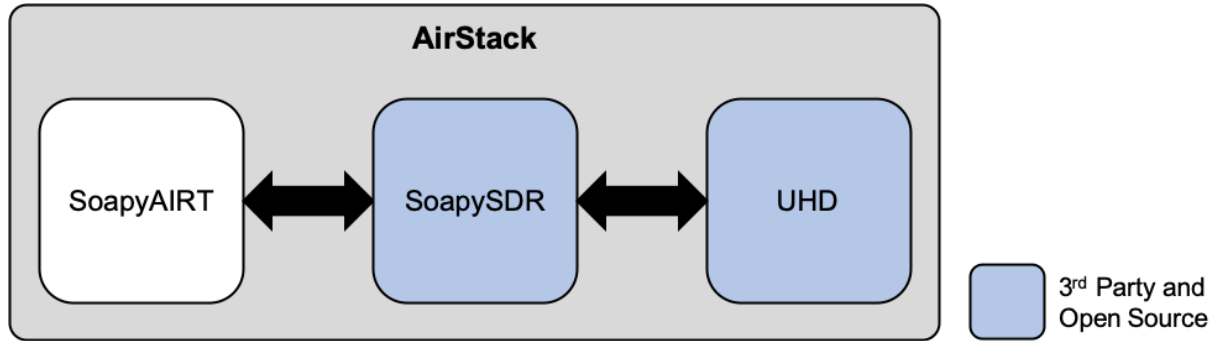 AirStack
SoapyAIRT
SoapySDR
UHD
3rd Party and
Open Source